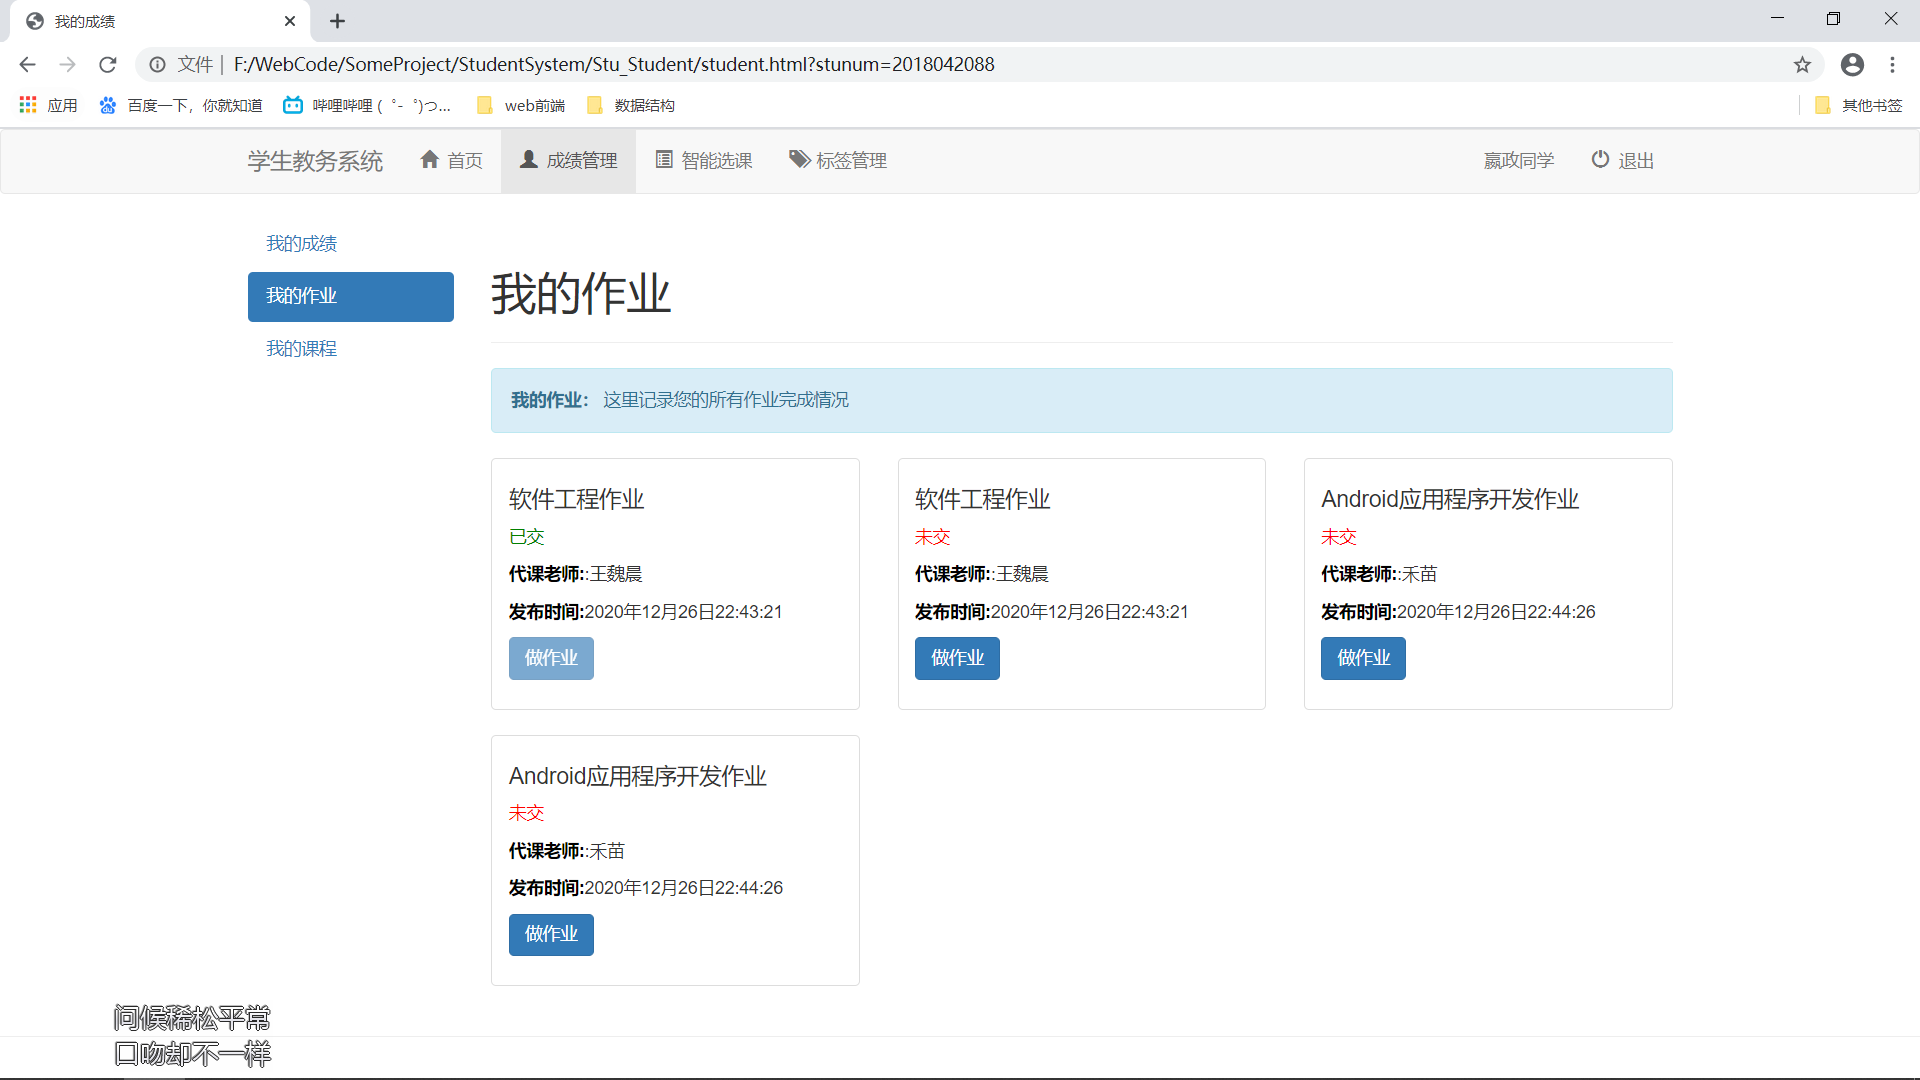 我的成绩
文件 | F:/WebCode/SomeProject/StudentSystem/Stu_Student/student.html?stunum=2018042088
应用 百度一下，你就知道 哔哩哔哩 (゜-゜)つ... web前端 数据结构 其他书签
学生教务系统 首页 成绩管理 智能选课 标签管理 嬴政同学 退出
我的成绩
我的作业
我的课程
我的作业
我的作业： 这里记录您的所有作业完成情况
软件工程作业
已交
代课老师::王魏晨
发布时间:2020年12月26日22:43:21
做作业
软件工程作业
未交
代课老师::王魏晨
发布时间:2020年12月26日22:43:21
做作业
Android应用程序开发作业
未交
代课老师::禾苗
发布时间:2020年12月26日22:44:26
做作业
Android应用程序开发作业
未交
代课老师::禾苗
发布时间:2020年12月26日22:44:26
做作业
问候稀松平常
口吻却不一样